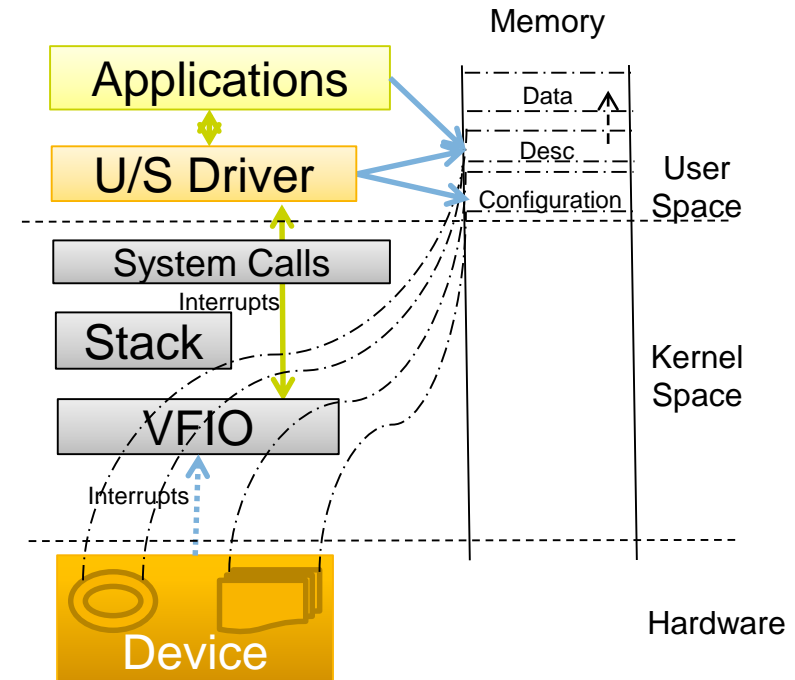 Memory
Applications
Data
U/S Driver
Desc
Configuration
User
Space
System Calls
Interrupts
Stack
Kernel
Space
VFIO
Interrupts
Hardware
Device